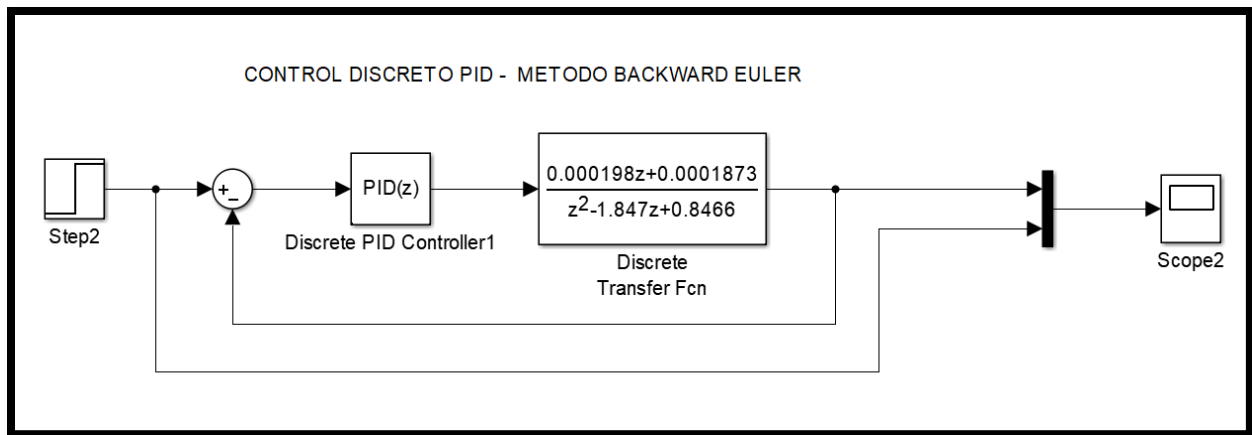 CONTROL DISCRETO PID - METODO BACKWARD EULER
Step2
+
−
PID(z)
Discrete PID Controller1
0.000198z+0.0001873
z²-1.847z+0.8466
Discrete
Transfer Fcn
Scope2